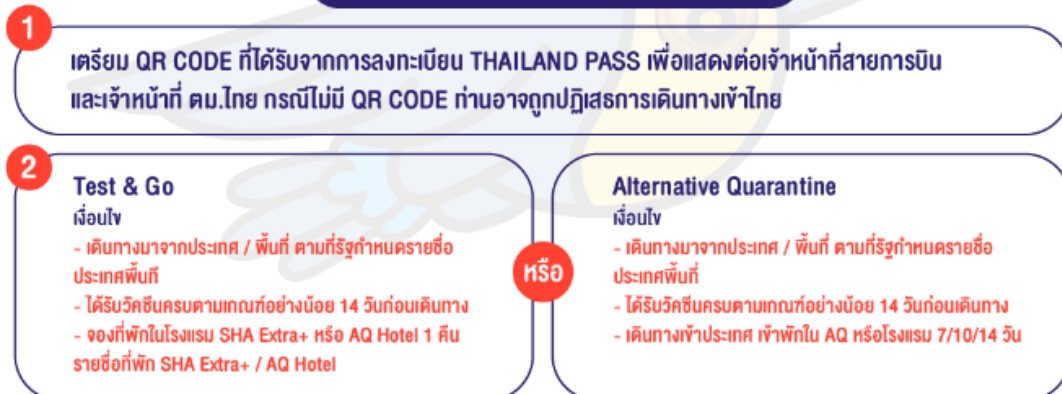 1
เตรียม QR CODE ที่ได้รับจากการลงทะเบียน THAILAND PASS เพื่อแสดงต่อเจ้าหน้าที่สายการบิน
และเจ้าหน้าที่ ตม.ไทย กรณีไม่มี QR CODE ท่านอาจถูกปฏิเสธการเดินทางเข้าไทย
2
Test & Go
เงื่อนไข
- เดินทางมาจากประเทศ / พื้นที่ ตามที่รัฐกำหนดรายชื่อ
ประเทศพื้นที
- ได้รับวัคซีนครบตามเกณฑ์อย่างน้อย 14 วันก่อนเดินทาง
- จองที่พักในโรงแรม SHA Extra+ หรือ AQ Hotel 1 คืน
รายชื่อที่พัก SHA Extra+ / AQ Hotel
หรือ
Alternative Quarantine
เงื่อนไข
- เดินทางมาจากประเทศ / พื้นที่ ตามที่รัฐกำหนดรายชื่อ
ประเทศพื้นที่
- ได้รับวัคซีนครบตามเกณฑ์อย่างน้อย 14 วันก่อนเดินทาง
- เดินทางเข้าประเทศ เข้าพักใน AQ หรือโรงแรม 7/10/14 วัน